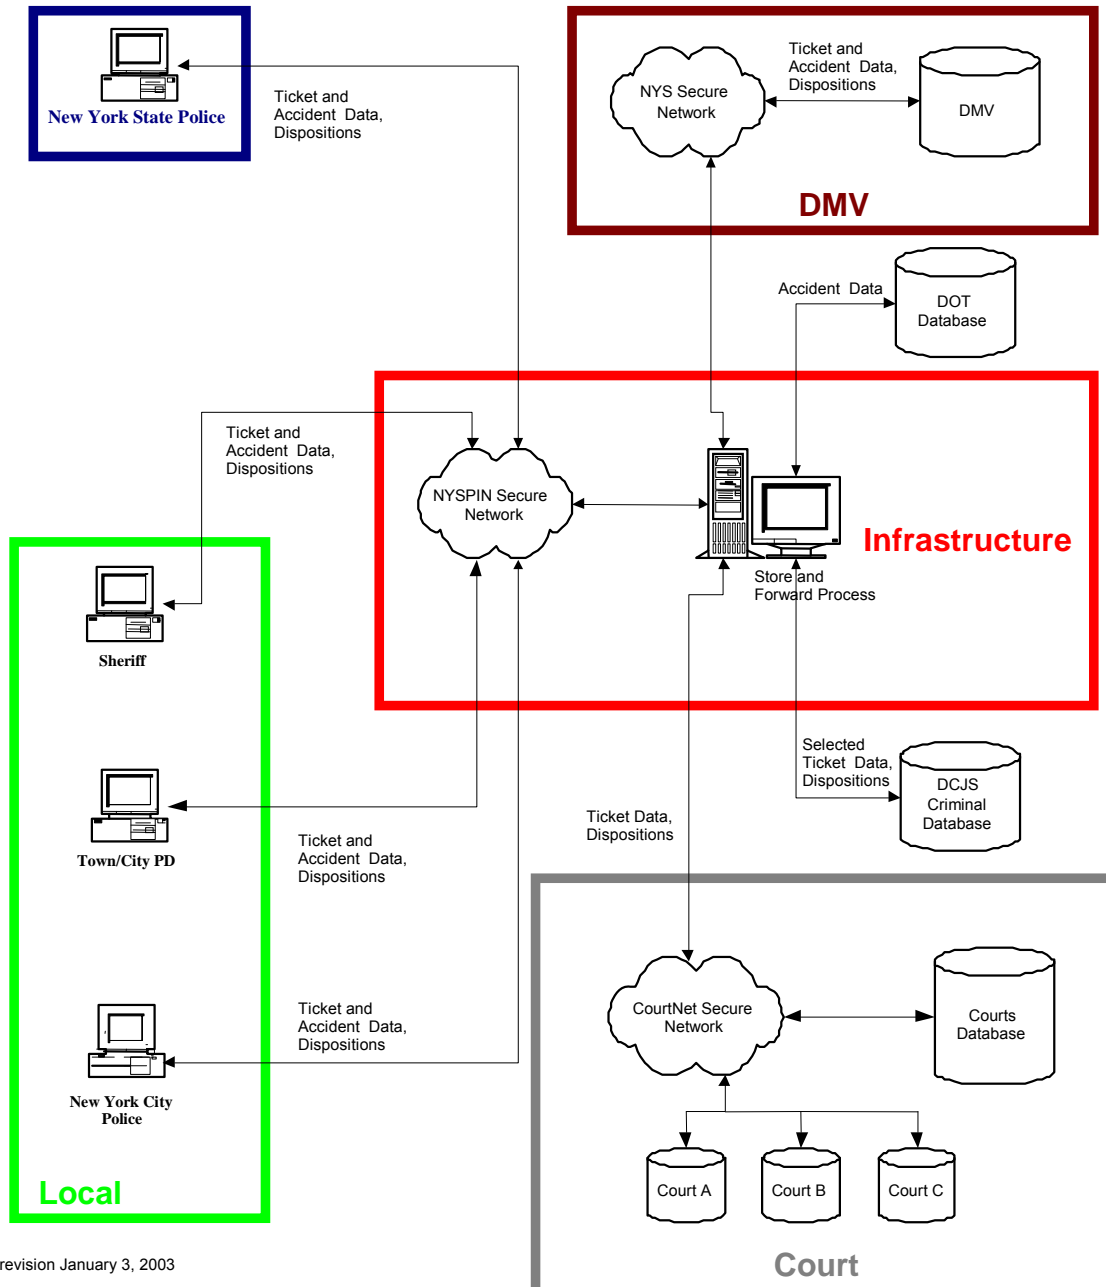 New York State Police
Ticket and
Accident Data,
Dispositions
NYS Secure
Network
Ticket and
Accident Data,
Dispositions
DMV
DMV
Accident Data
DOT
Database
Ticket and
Accident Data,
Dispositions
NYSPIN Secure
Network
Infrastructure
Store and
Forward Process
Sheriff
Selected
Ticket Data,
Dispositions
DCJS
Criminal
Database
Town/City PD
Ticket and
Accident Data,
Dispositions
Ticket Data,
Dispositions
Ticket and
Accident Data,
Dispositions
CourtNet Secure
Network
Courts
Database
New York City
Police
Court A
Court B
Court C
Local
Court
revision January 3, 2003